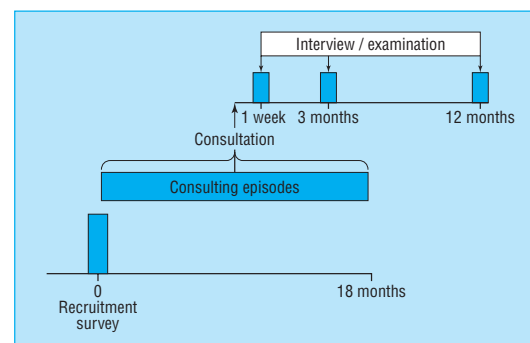 Interview / examination
1 week 3 months 12 months
Consultation
Consulting episodes
0 18 months
Recruitment
survey